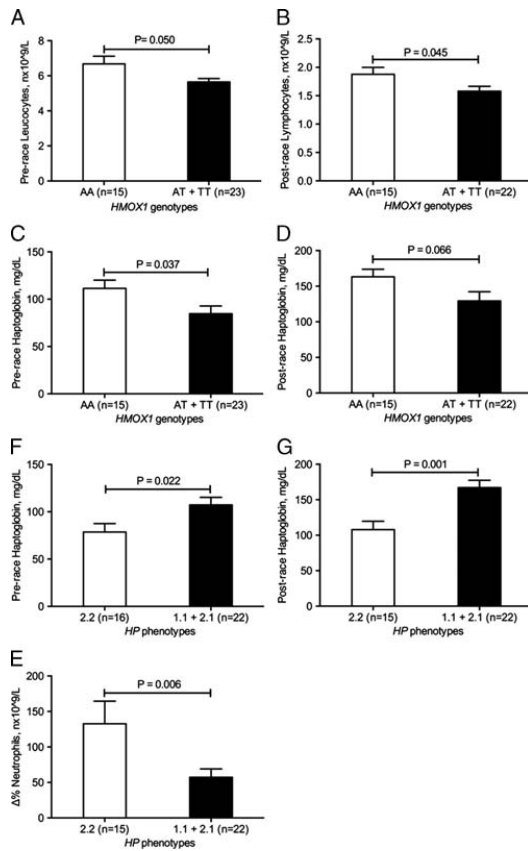 A
Pre-race Leucocytes, nx10^9/L
8
6
4
2
0
P= 0.050
AA (n=15)
AT + TT (n=23)
HMOX1 genotypes
B
Post-race Lymphocytes, nx10^9/L
2.5
2.0
1.5
1.0
0.5
0.0
P = 0.045
AA (n=15)
AT + TT (n=22)
HMOX1 genotypes
C
Pre-race Haptoglobin, mg/dL
150
100
50
0
P = 0.037
AA (n=15)
AT + TT (n=23)
HMOX1 genotypes
D
Post-race Haptoglobin, mg/dL
200
150
100
50
0
P = 0.066
AA (n=15)
AT + TT (n=22)
HMOX1 genotypes
F
Pre-race Haptoglobin, mg/dL
150
100
50
0
P = 0.022
2.2 (n=16)
1.1 + 2.1 (n=22)
HP phenotypes
G
Post-race Haptoglobin, mg/dL
200
150
100
50
0
P = 0.001
2.2 (n=15)
1.1 + 2.1 (n=22)
HP phenotypes
E
Δ% Neutrophils, nx10^9/L
200
150
100
50
0
P = 0.006
2.2 (n=15)
1.1 + 2.1 (n=22)
HP phenotypes